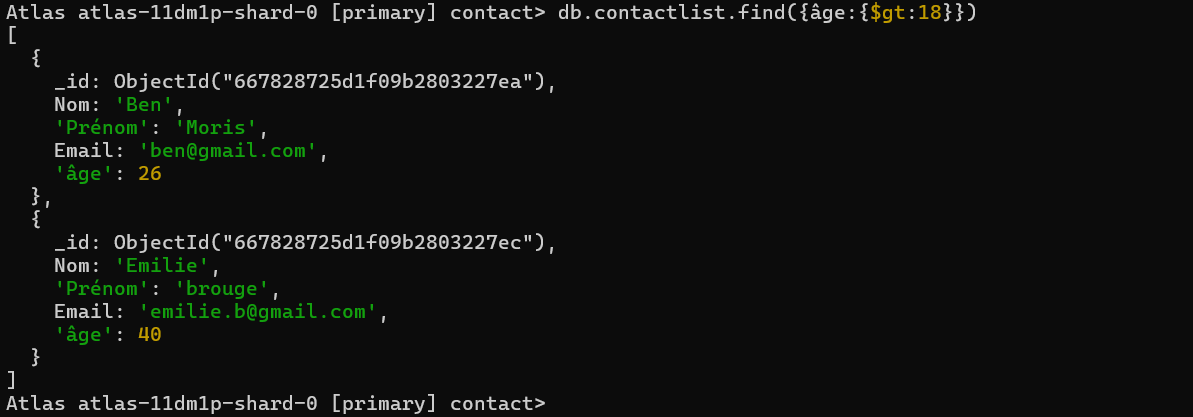 Atlas atlas-11dm1p-shard-0 [primary] contact> db.contactlist.find({âge:{$gt:18}})
[
  {
    _id: ObjectId("667828725d1f09b2803227ea"),
    Nom: 'Ben',
    'Prénom': 'Moris',
    Email: 'ben@gmail.com',
    'âge': 26
  },
  {
    _id: ObjectId("667828725d1f09b2803227ec"),
    Nom: 'Emilie',
    'Prénom': 'brouge',
    Email: 'emilie.b@gmail.com',
    'âge': 40
  }
]
Atlas atlas-11dm1p-shard-0 [primary] contact>